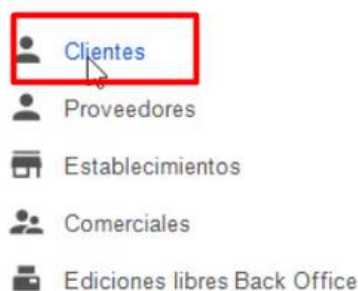 Clientes
Proveedores
Establecimientos
Comerciales
Ediciones libres Back Office